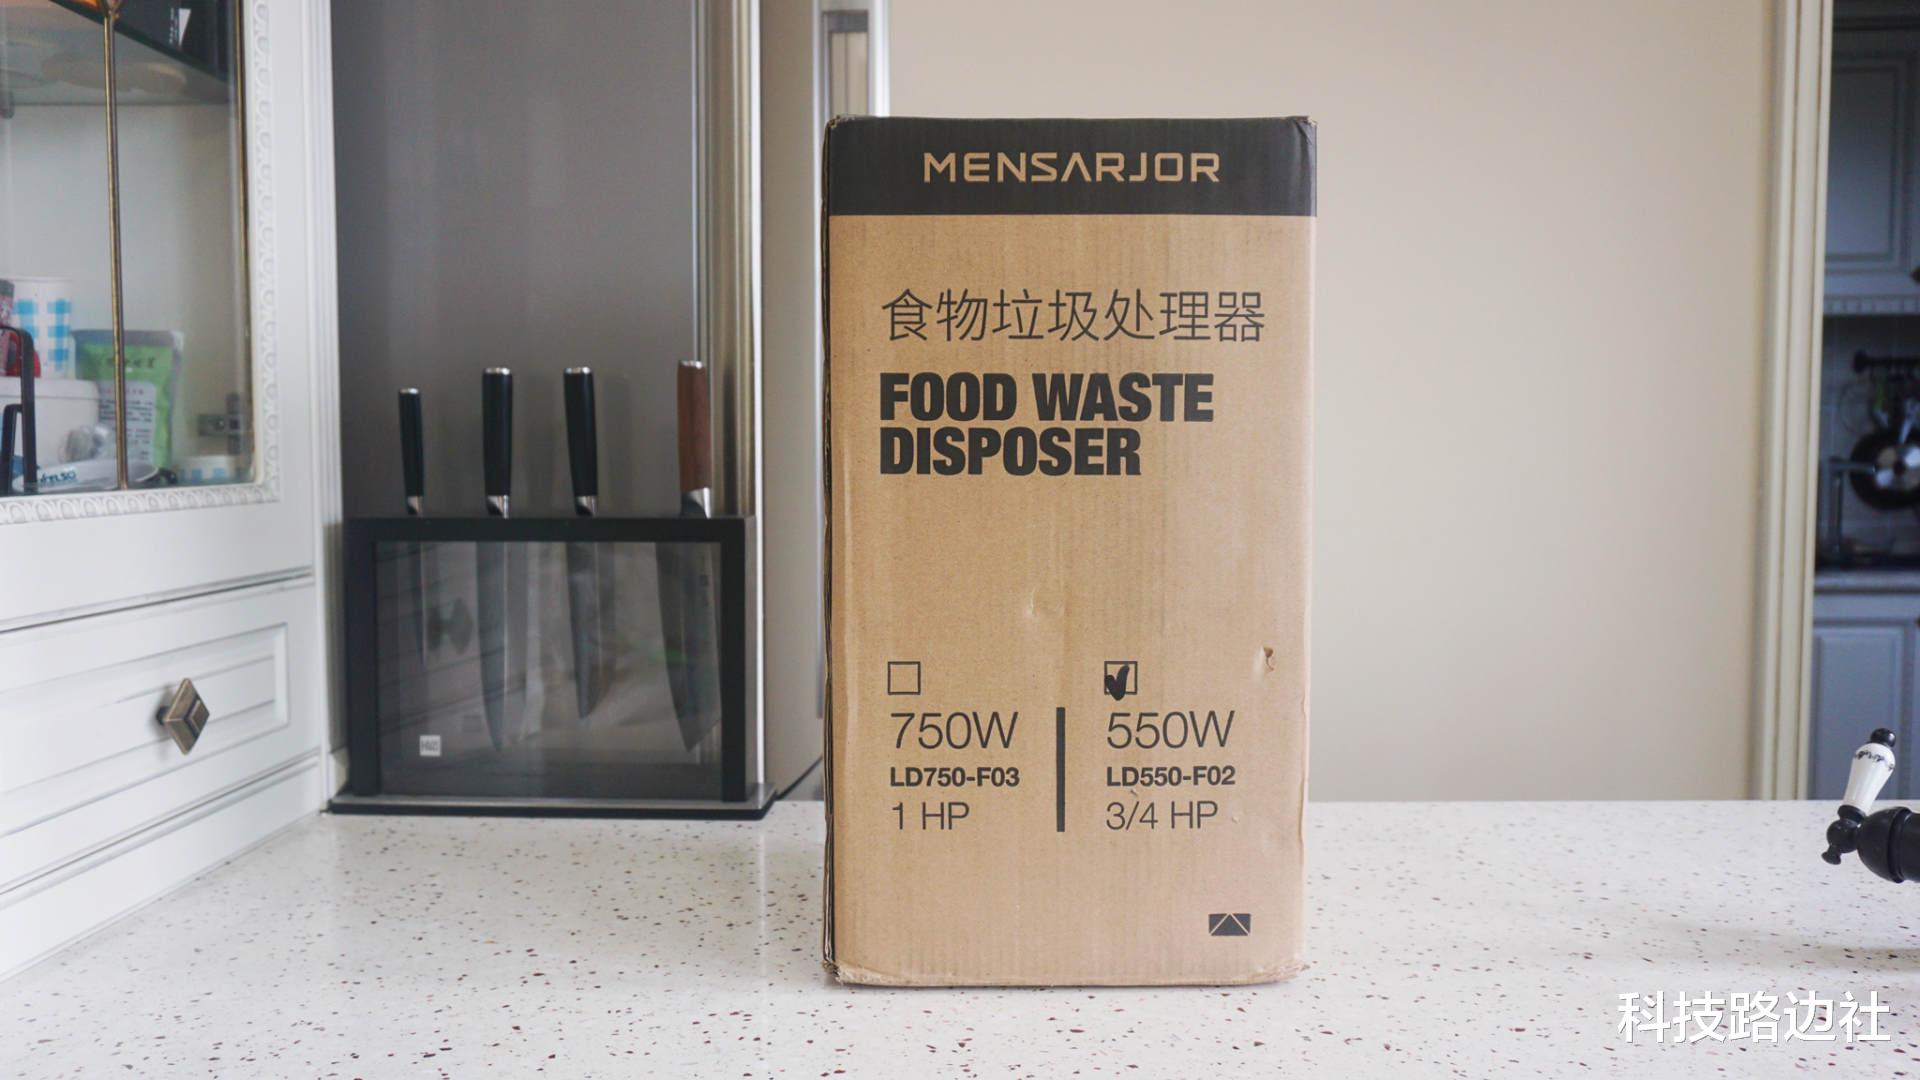 MENSARJOR
食物垃圾处理器
FOOD WASTE
DISPOSER
750W
LD750-F03
1 HP
550W
LD550-F02
3/4 HP
科技路边社